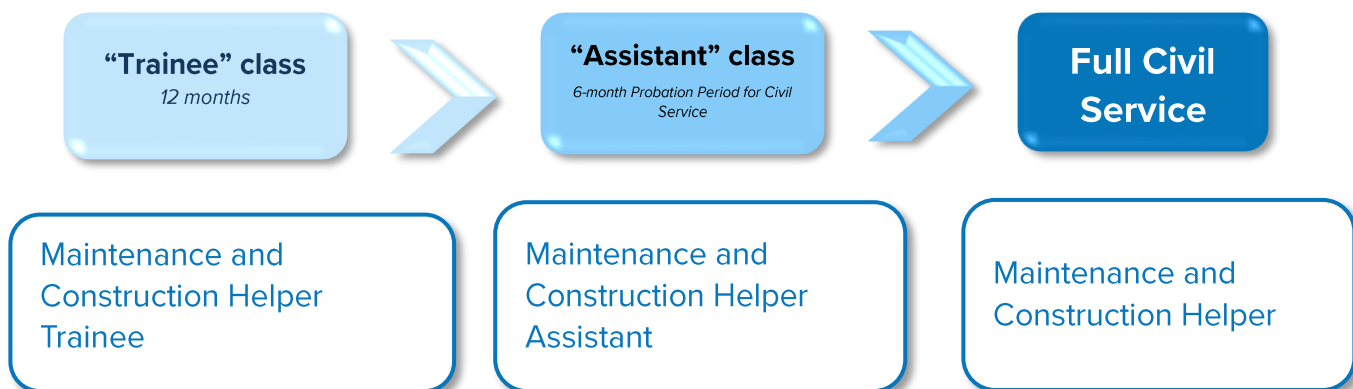 “Trainee” class
12 months
“Assistant” class
6-month Probation Period for Civil
Service
Full Civil
Service
Maintenance and
Construction Helper
Trainee
Maintenance and
Construction Helper
Assistant
Maintenance and
Construction Helper